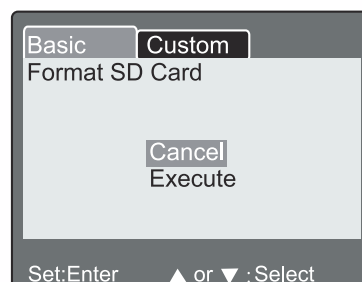 Basic Custom
Format SD Card
Cancel
Execute
Set:Enter ▲ or ▼ :Select